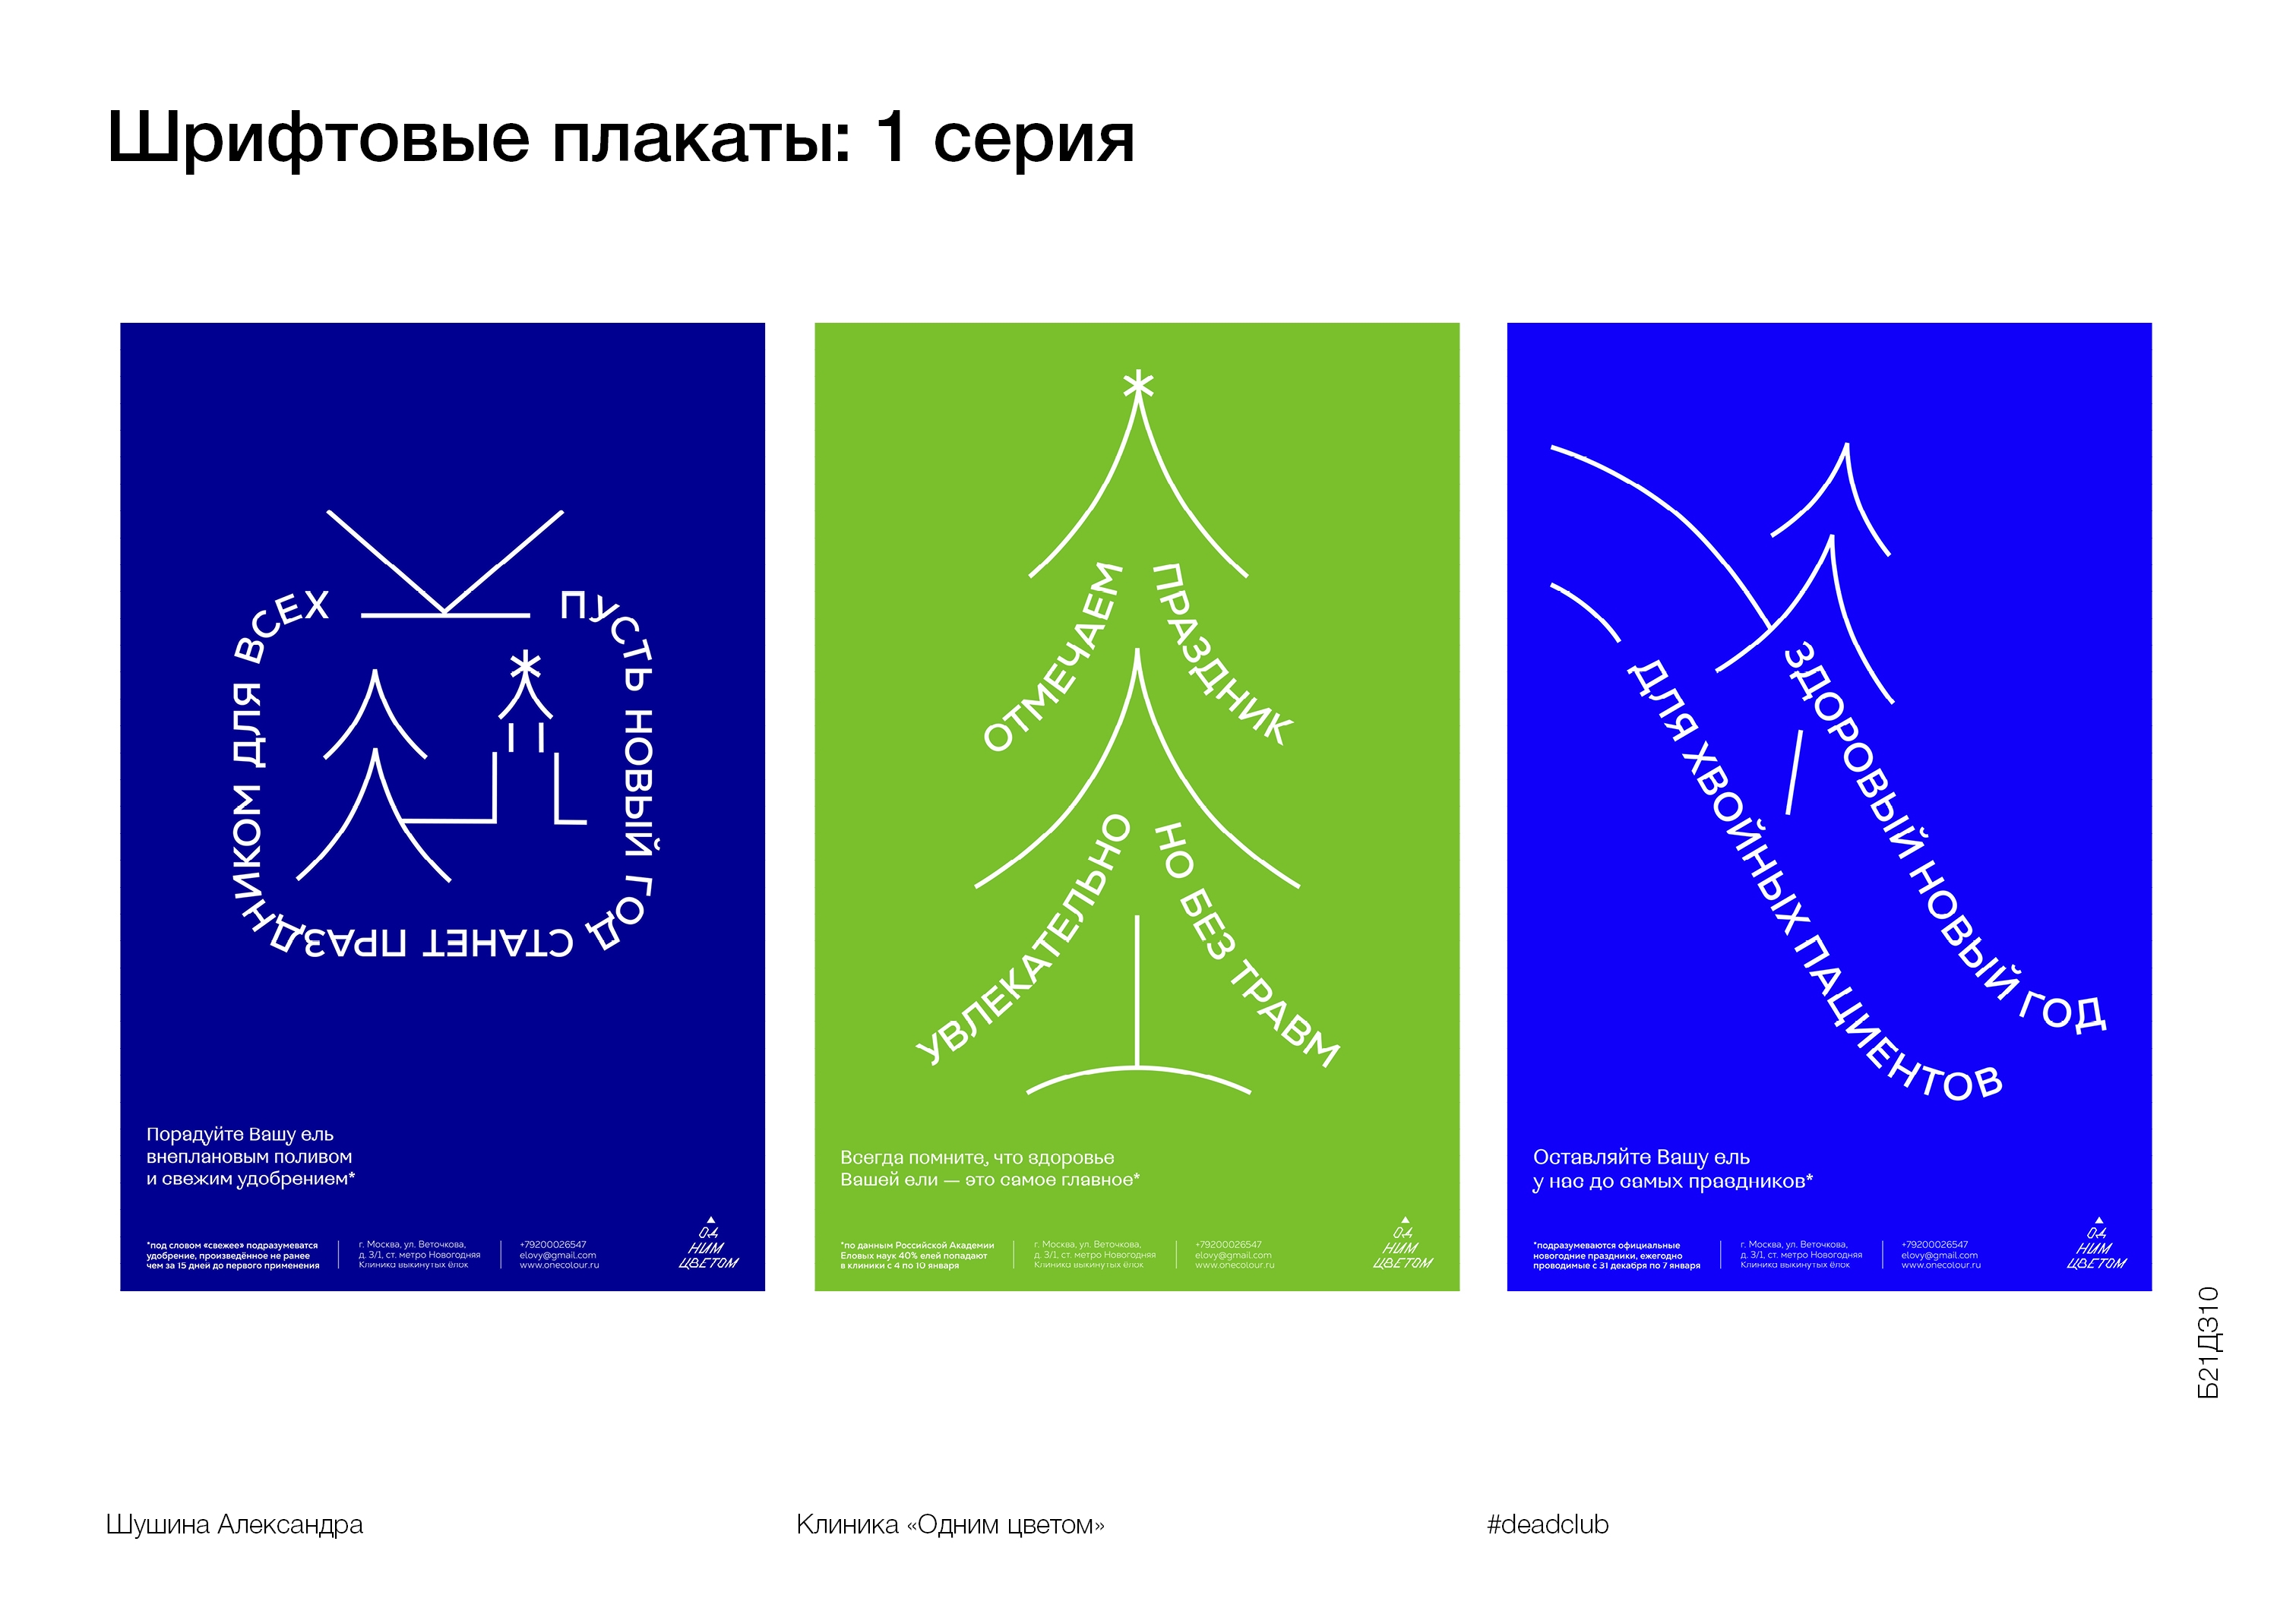 Шрифтовые плакаты: 1 серия
ПУСТЬ НОВЫЙ ГОД СТАНЕТ ПРАЗДНИКОМ ДЛЯ ВСЕХ
Порадуйте Вашу ель
внеплановым поливом
и свежим удобрением*
*под словом «свежее» подразумеватся
удобрение, произведённое не ранее
чем за 15 дней до первого применения
г. Москва, ул. Веточкова,
д. 3/1, ст. метро Новогодняя
Клиника выкинутых ёлок
+79200026547
elovy@gmail.com
www.onecolour.ru
ОД
НИМ
ЦВЕТОМ
ОТМЕЧАЕМ
ПРАЗДНИК
УВЛЕКАТЕЛЬНО
НО БЕЗ ТРАВМ
Всегда помните, что здоровье
Вашей ели — это самое главное*
*по данным Российской Академии
Еловых наук 40% елей попадают
в клиники с 4 по 10 января
г. Москва, ул. Веточкова,
д. 3/1, ст. метро Новогодняя
Клиника выкинутых ёлок
+79200026547
elovy@gmail.com
www.onecolour.ru
ОД
НИМ
ЦВЕТОМ
ЗДОРОВЫЙ НОВЫЙ ГОД
ДЛЯ ХВОЙНЫХ ПАЦИЕНТОВ
Оставляйте Вашу ель
у нас до самых праздников*
*подразумеваются официальные
новогодние праздники, ежегодно
проводимые с 31 декабря по 7 января
г. Москва, ул. Веточкова,
д. 3/1, ст. метро Новогодняя
Клиника выкинутых ёлок
+79200026547
elovy@gmail.com
www.onecolour.ru
ОД
НИМ
ЦВЕТОМ
Б21ДЗ10
Шушина Александра
Клиника «Одним цветом»
#deadclub